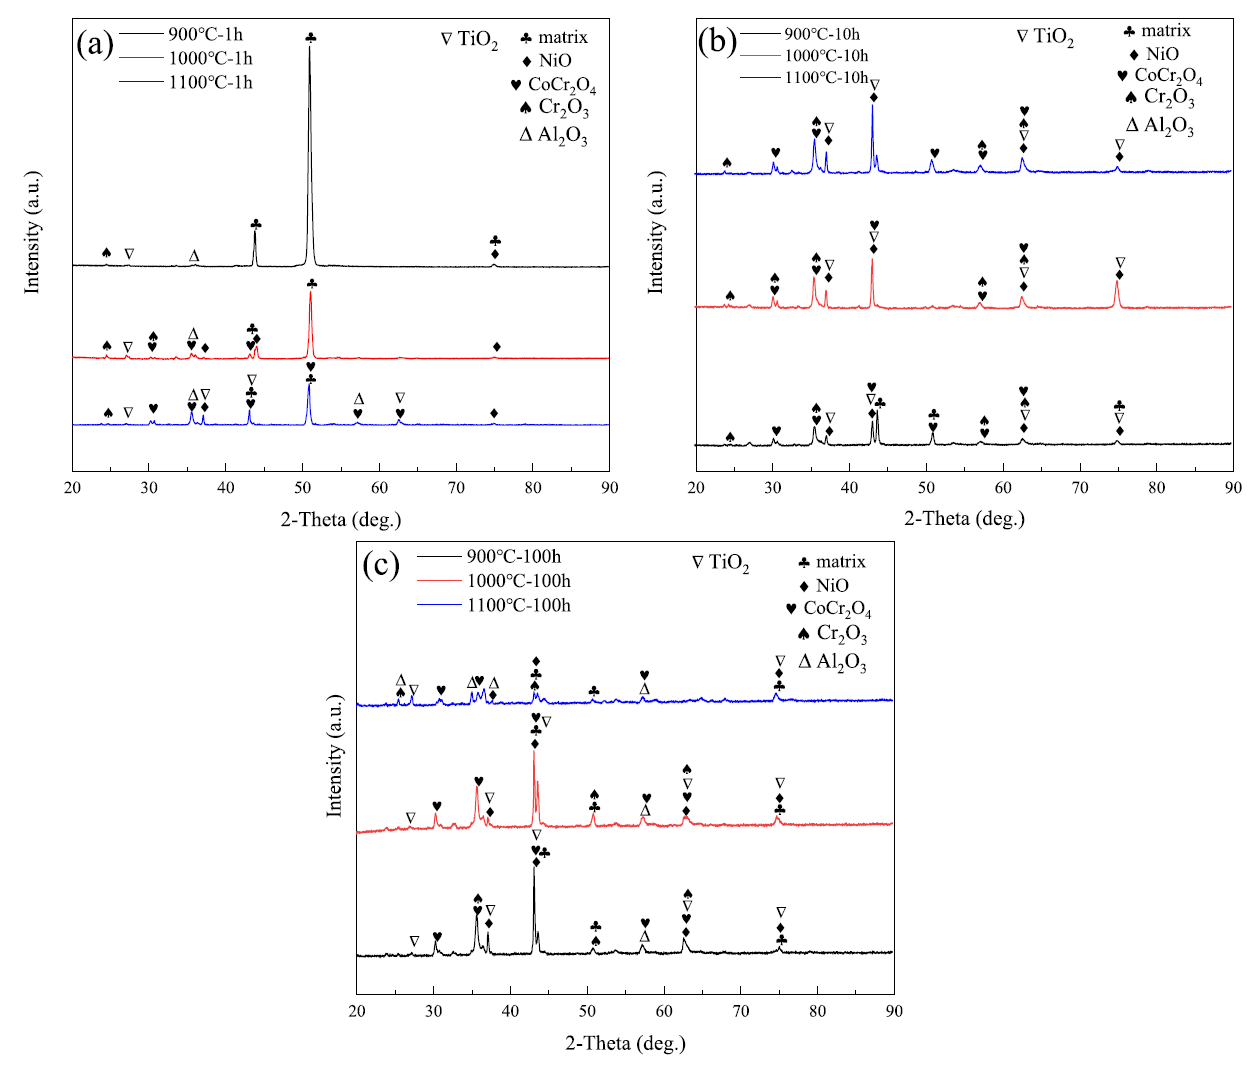 (a)
900℃-1h
1000℃-1h
1100℃-1h
∇ TiO₂
♣ matrix
♦ NiO
♥ CoCr₂O₄
♠ Cr₂O₃
Δ Al₂O₃
Intensity (a.u.)
20 30 40 50 60 70 80 90
2-Theta (deg.)
(b)
900℃-10h
1000℃-10h
1100℃-10h
∇ TiO₂
♣ matrix
♦ NiO
♥ CoCr₂O₄
♠ Cr₂O₃
Δ Al₂O₃
Intensity (a.u.)
20 30 40 50 60 70 80 90
2-Theta (deg.)
(c)
900℃-100h
1000℃-100h
1100℃-100h
∇ TiO₂
♣ matrix
♦ NiO
♥ CoCr₂O₄
♠ Cr₂O₃
Δ Al₂O₃
Intensity (a.u.)
20 30 40 50 60 70 80 90
2-Theta (deg.)